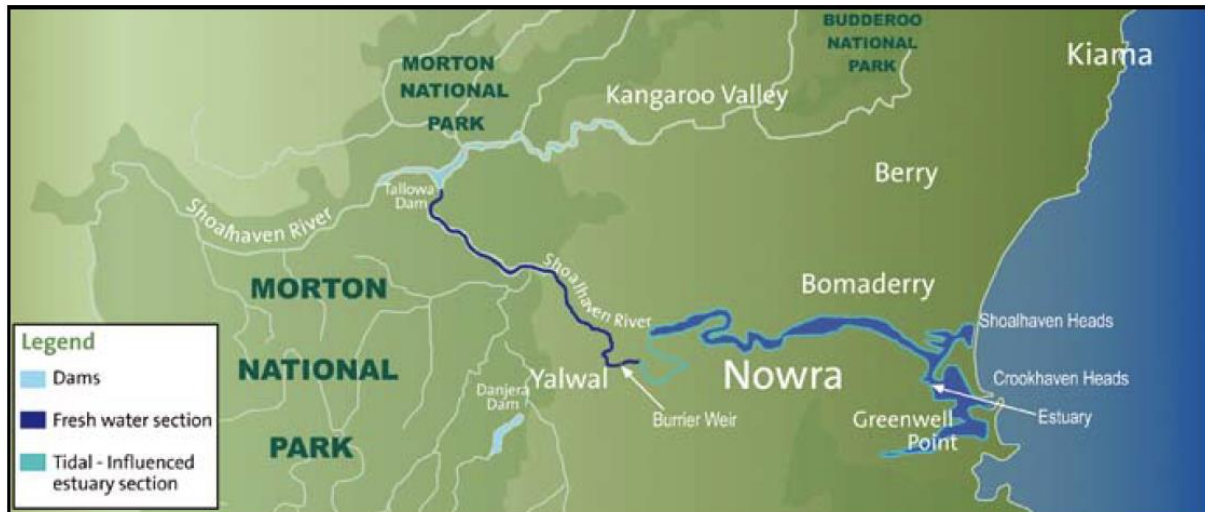 BUDDEROO
NATIONAL
PARK
Kiama
MORTON
NATIONAL
PARK
Kangaroo Valley
Berry
Tallowa
Dam
Shoalhaven River
MORTON
Shoalhaven River
Bomaderry
Shoalhaven Heads
NATIONAL
Yalwal
Nowra
Crookhaven Heads
Danjera
Dam
Burrier Weir
Greenwell
Point
Estuary
PARK
Legend
Dams
Fresh water section
Tidal - Influenced
estuary section